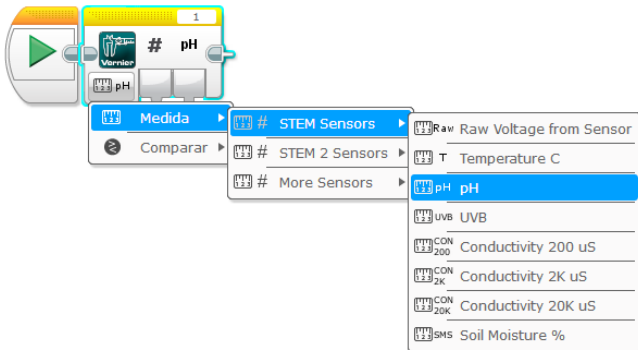 1
Vernier
#
pH
pH
Medida
Comparar
# STEM Sensors
# STEM 2 Sensors
# More Sensors
Raw Raw Voltage from Sensor
T Temperature C
pH pH
UVB UVB
CON 200 Conductivity 200 uS
CON 2K Conductivity 2K uS
CON 20K Conductivity 20K uS
SMS Soil Moisture %